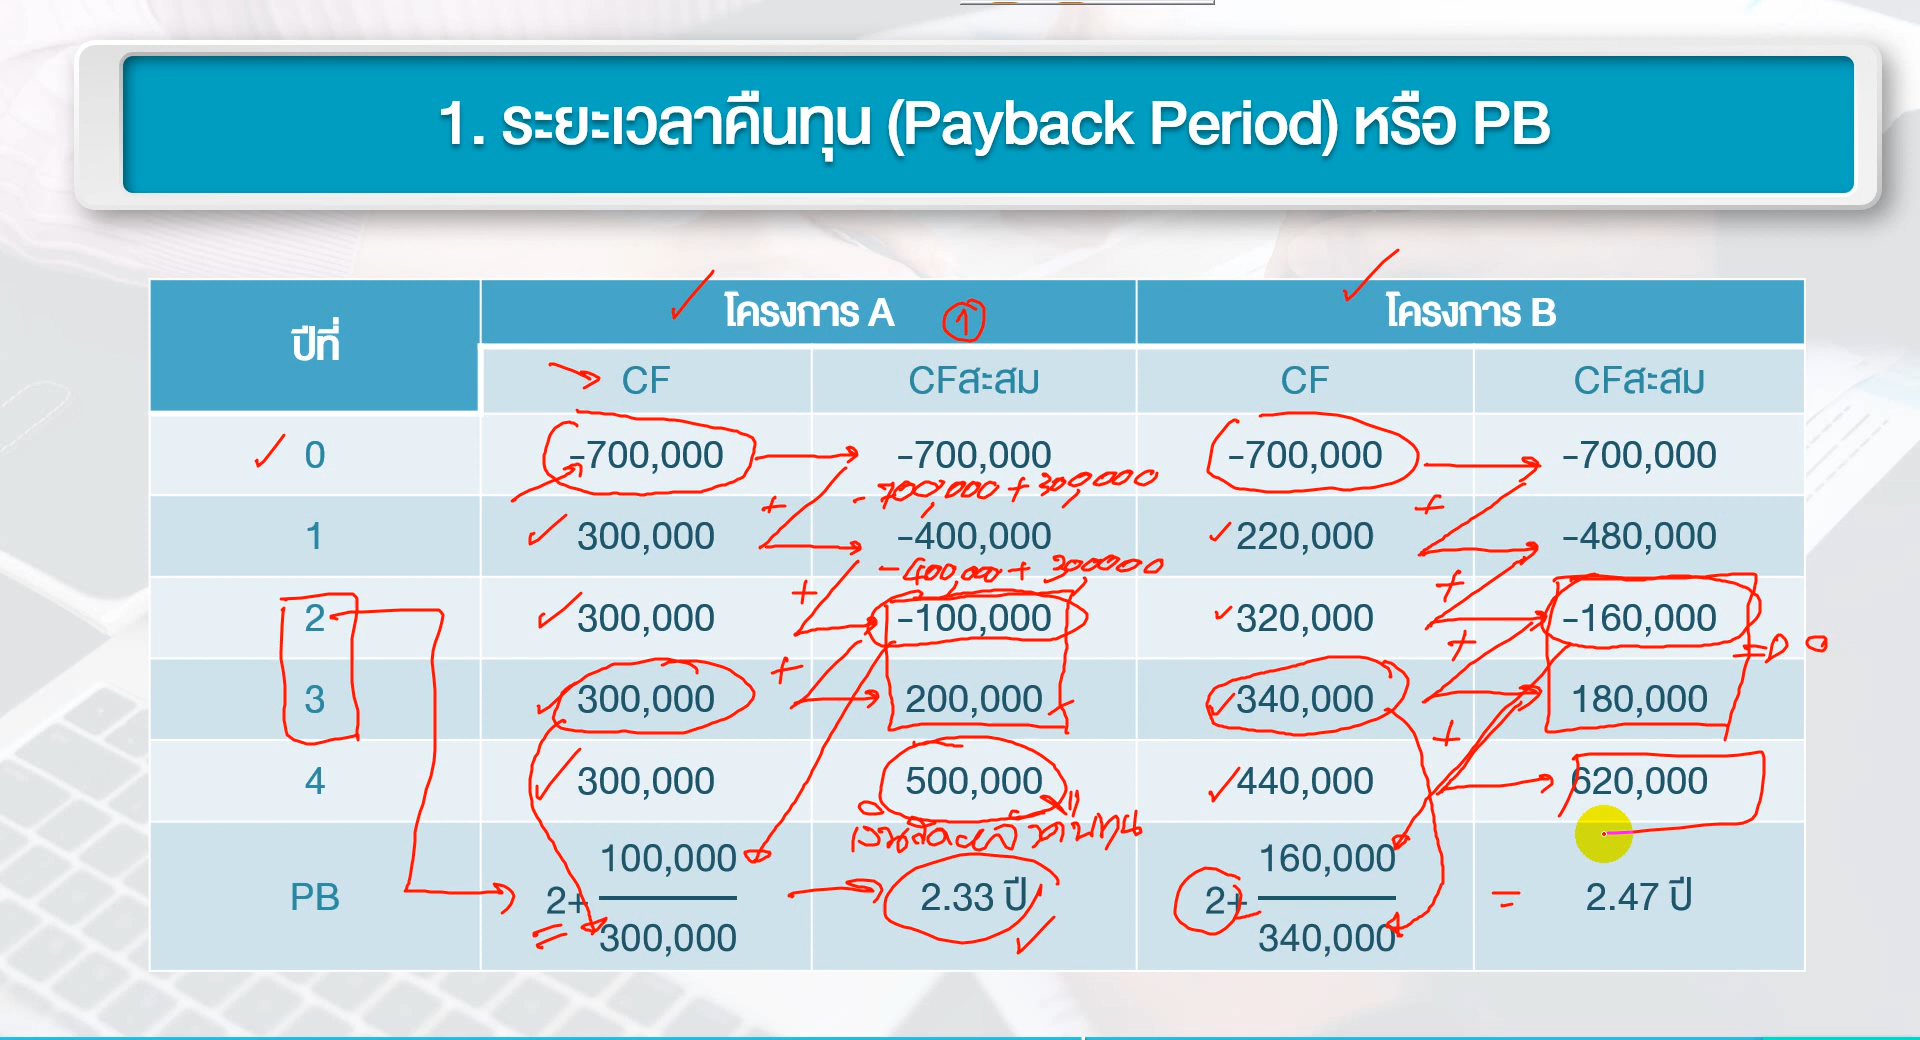 1. ระยะเวลาคืนทุน (Payback Period) หรือ PB
ปีที่ โครงการ A ① โครงการ B
CF CFสะสม CF CFสะสม
0 -700,000 -700,000 -700,000 -700,000
- 700,000 + 300,000
1 300,000 -400,000 220,000 -480,000
- 400,000 + 300000
2 300,000 -100,000 320,000 -160,000
= 0
3 300,000 200,000 340,000 180,000
4 300,000 500,000 440,000 620,000
PB 2+ 100,000 / 300,000 2.33 ปี 2+ 160,000 / 340,000 = 2.47 ปี